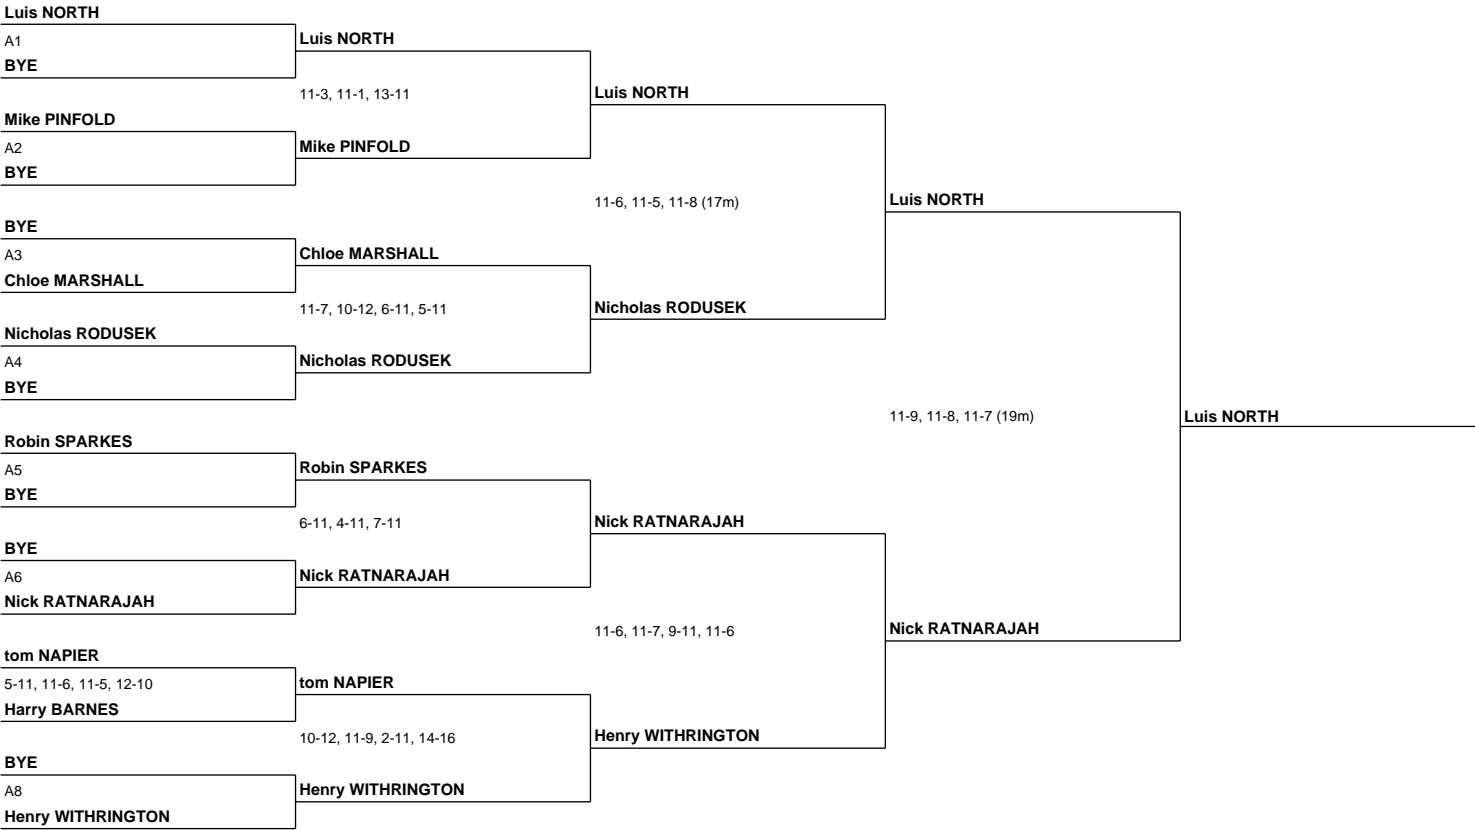 Luis NORTH
A1
BYE
Luis NORTH
11-3, 11-1, 13-11
Mike PINFOLD
A2
BYE
Mike PINFOLD
Luis NORTH
11-6, 11-5, 11-8 (17m)
BYE
A3
Chloe MARSHALL
Chloe MARSHALL
11-7, 10-12, 6-11, 5-11
Nicholas RODUSEK
A4
BYE
Nicholas RODUSEK
Nicholas RODUSEK
Luis NORTH
11-9, 11-8, 11-7 (19m)
Luis NORTH
Robin SPARKES
A5
BYE
Robin SPARKES
6-11, 4-11, 7-11
BYE
A6
Nick RATNARAJAH
Nick RATNARAJAH
Nick RATNARAJAH
11-6, 11-7, 9-11, 11-6
Nick RATNARAJAH
tom NAPIER
5-11, 11-6, 11-5, 12-10
Harry BARNES
tom NAPIER
10-12, 11-9, 2-11, 14-16
Henry WITHRINGTON
BYE
A8
Henry WITHRINGTON
Henry WITHRINGTON